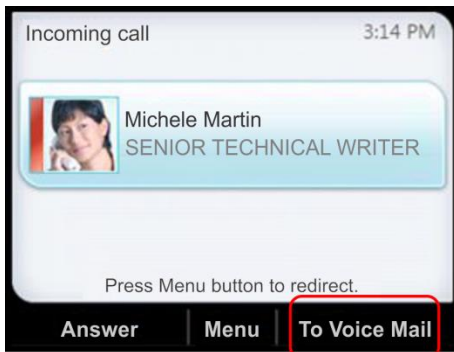 Incoming call 3:14 PM
Michele Martin
SENIOR TECHNICAL WRITER
Press Menu button to redirect.
Answer Menu To Voice Mail